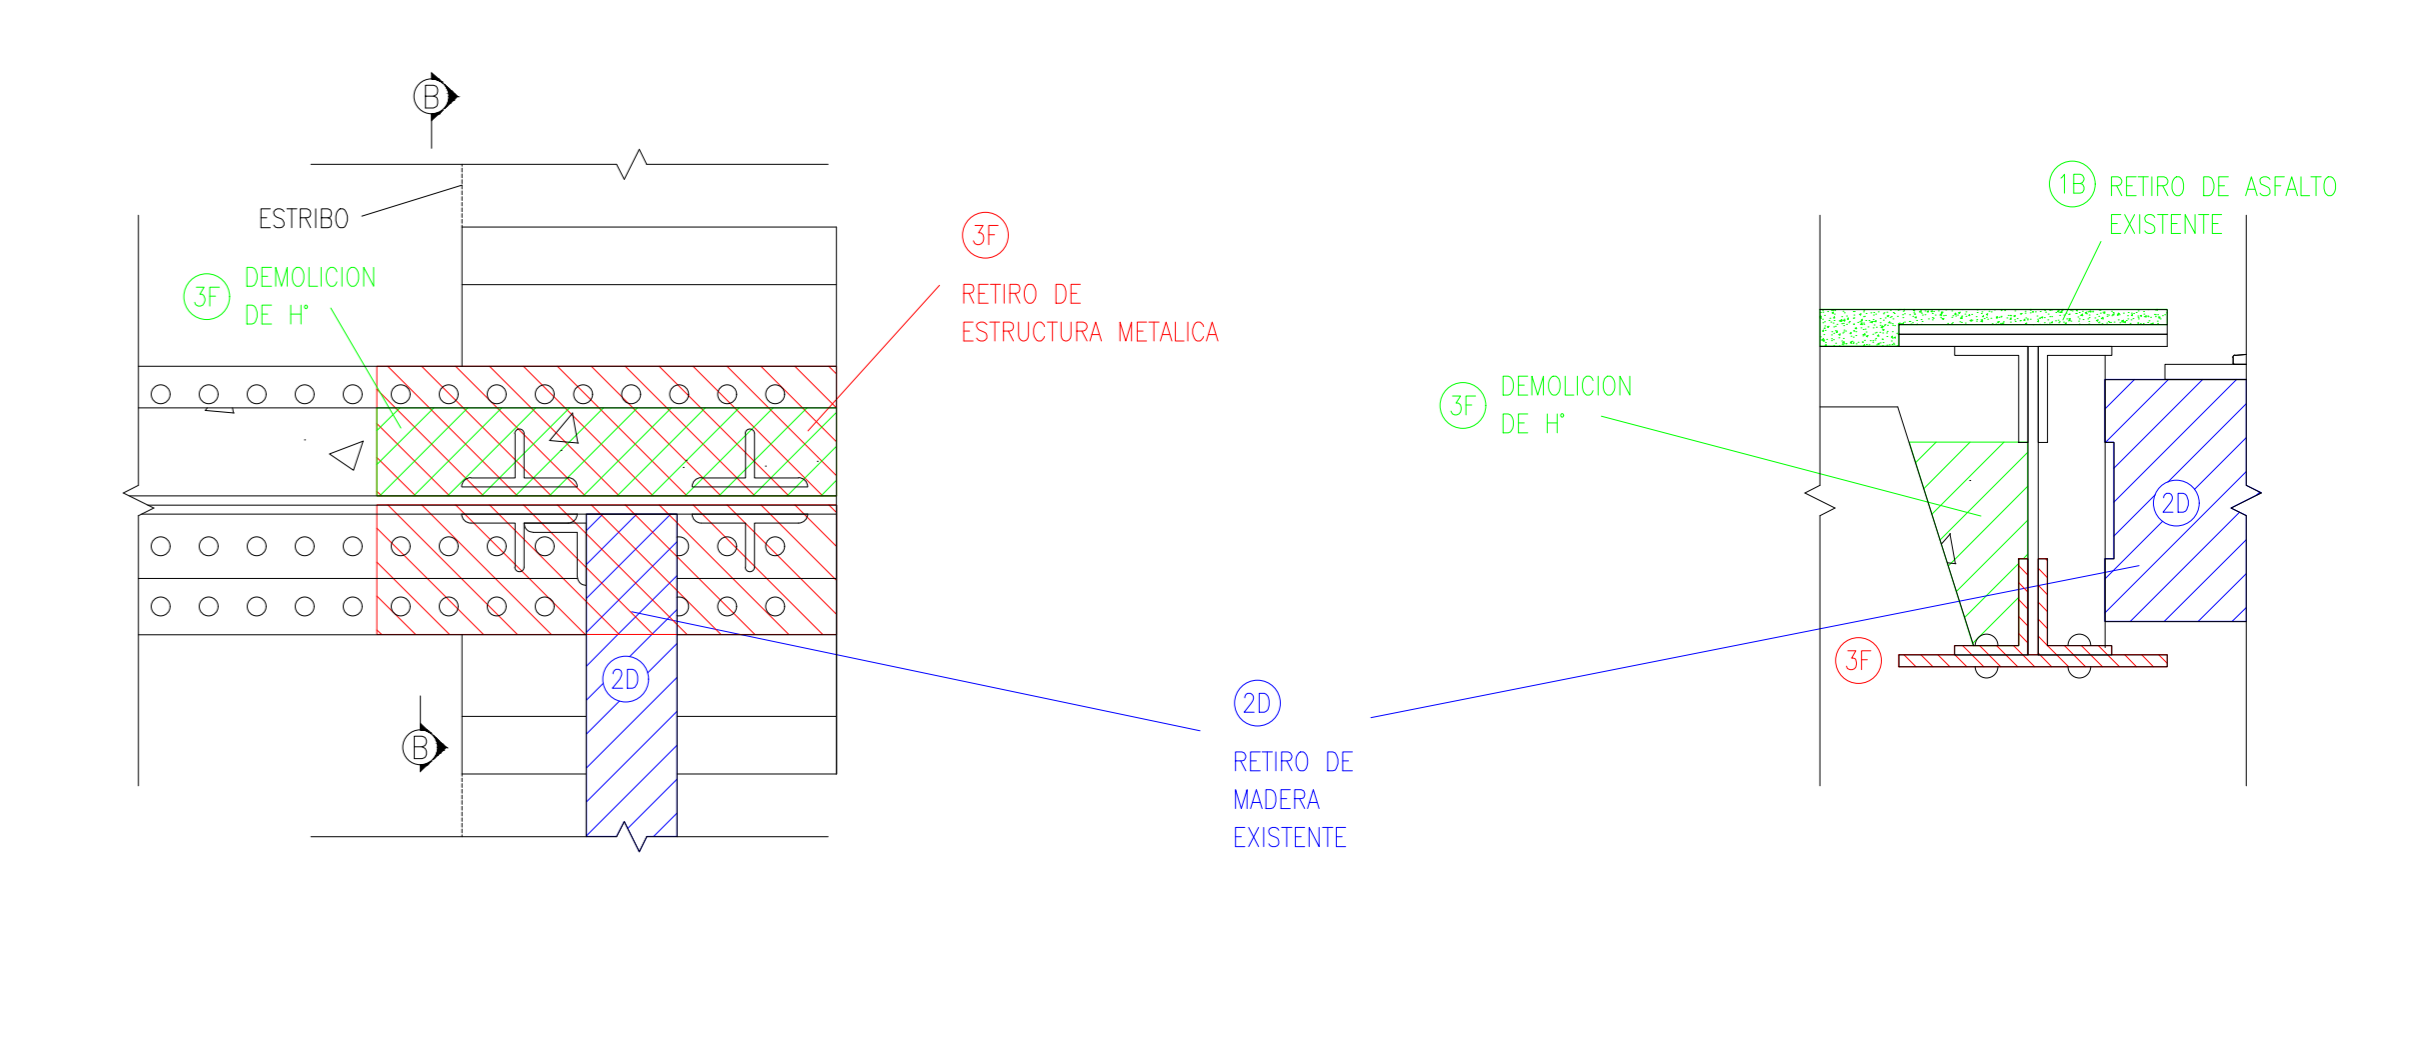 B
ESTRIBO
3F
DEMOLICION
DE H°
3F
RETIRO DE
ESTRUCTURA METALICA
2D
B
2D
RETIRO DE
MADERA
EXISTENTE
1B
RETIRO DE ASFALTO
EXISTENTE
3F
DEMOLICION
DE H°
2D
3F